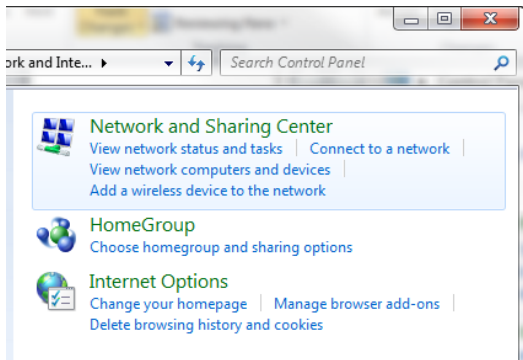 ork and Inte...
Search Control Panel
Network and Sharing Center
View network status and tasks Connect to a network
View network computers and devices
Add a wireless device to the network
HomeGroup
Choose homegroup and sharing options
Internet Options
Change your homepage Manage browser add-ons
Delete browsing history and cookies